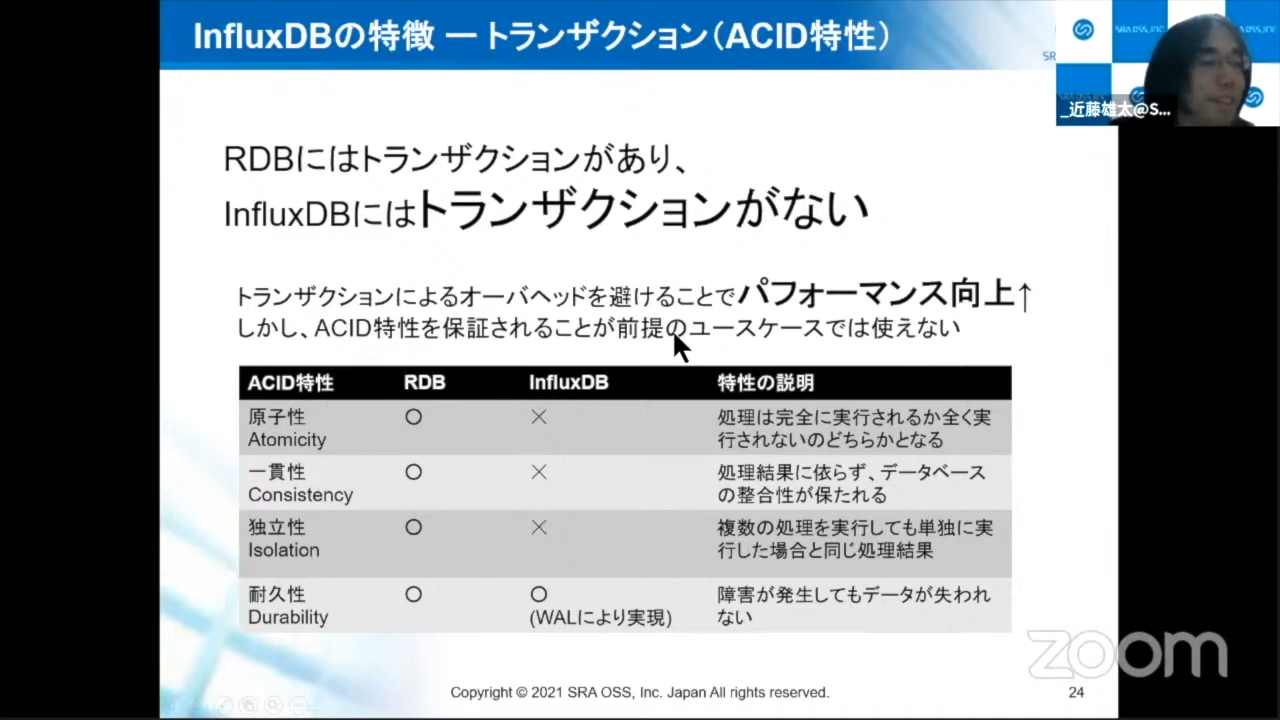 InfluxDBの特徴 ー トランザクション（ACID特性）
RDBにはトランザクションがあり、
InfluxDBにはトランザクションがない
トランザクションによるオーバヘッドを避けることでパフォーマンス向上↑
しかし、ACID特性を保証されることが前提のユースケースでは使えない
ACID特性 RDB InfluxDB 特性の説明
原子性 ○ × 処理は完全に実行されるか全く実
Atomicity 行されないのどちらかとなる
一貫性 ○ × 処理結果に依らず、データベース
Consistency の整合性が保たれる
独立性 ○ × 複数の処理を実行しても単独に実
Isolation 行した場合と同じ処理結果
耐久性 ○ ○ 障害が発生してもデータが失われ
Durability (WALにより実現) ない
Copyright © 2021 SRA OSS, Inc. Japan All rights reserved.
24
_近藤雄太@S...
zoom